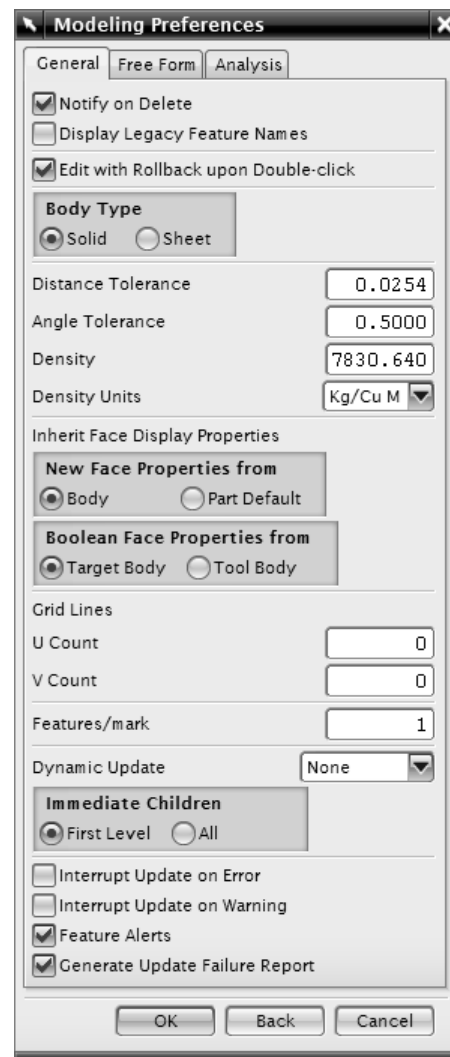 Modeling Preferences
General Free Form Analysis
Notify on Delete
Display Legacy Feature Names
Edit with Rollback upon Double-click
Body Type
Solid Sheet
Distance Tolerance 0.0254
Angle Tolerance 0.5000
Density 7830.640
Density Units Kg/Cu M
Inherit Face Display Properties
New Face Properties from
Body Part Default
Boolean Face Properties from
Target Body Tool Body
Grid Lines
U Count 0
V Count 0
Features/mark 1
Dynamic Update None
Immediate Children
First Level All
Interrupt Update on Error
Interrupt Update on Warning
Feature Alerts
Generate Update Failure Report
OK Back Cancel